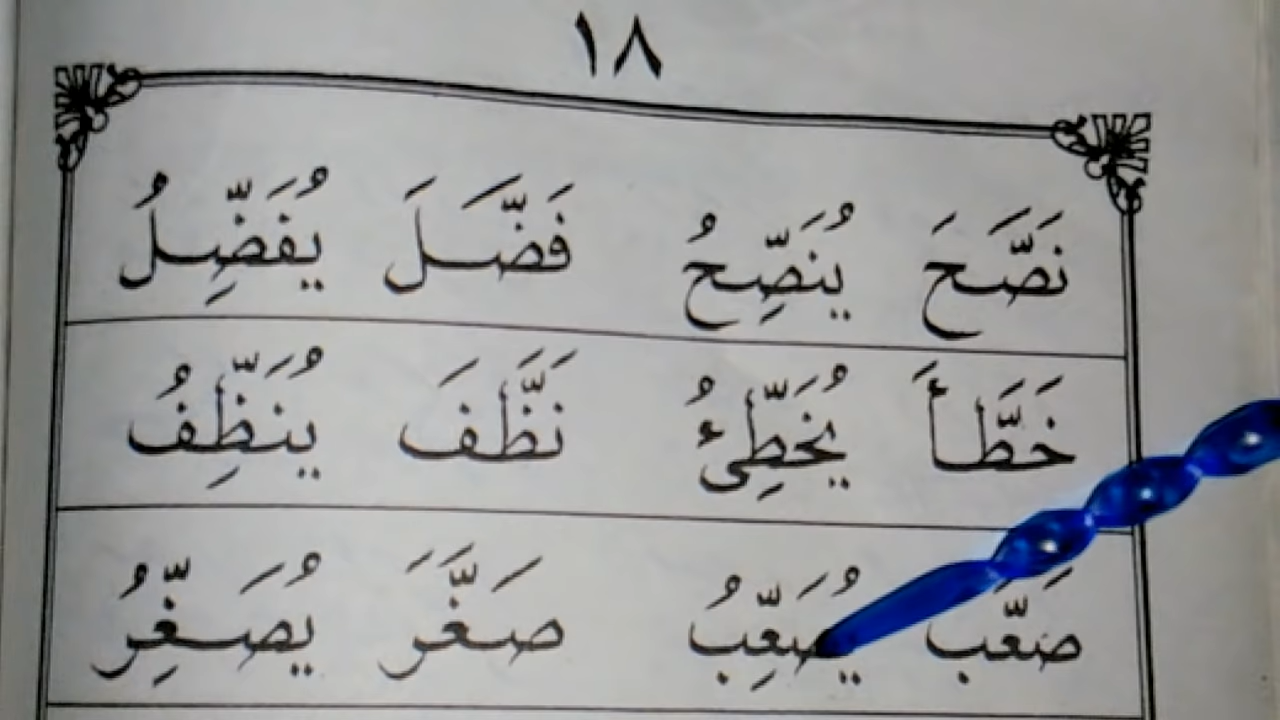 ١٨
نَصَّحَ يُنَصِّحُ فَضَّلَ يُفَضِّلُ
خَطَّأَ يُخَطِّئُ نَظَّفَ يُنَظِّفُ
صَعَّبَ يُصَعِّبُ صَغَّرَ يُصَغِّرُ